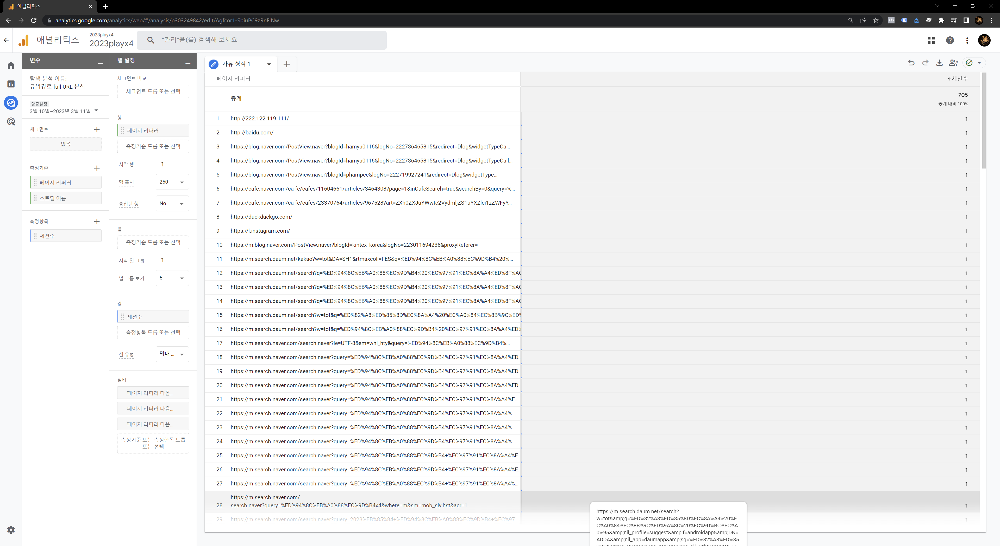 애널리틱스
analytics.google.com/analytics/web/#/analysis/p303249842/edit/Agfcor1-SbiuPC9zRnFlNw
애널리틱스
2023playx4
2023playx4
"관리"을(를) 검색해 보세요
변수
탐색 분석 이름:
유입경로 full URL 분석
맞춤설정
3월 10일~2023년 3월 11일
세그먼트
없음
측정기준
페이지 리퍼러
스트림 이름
측정항목
세션수
탭 설정
세그먼트 비교
세그먼트 드롭 또는 선택
행
페이지 리퍼러
측정기준 드롭 또는 선택
시작 행 1
행 표시 250
중첩된 행 No
열
측정기준 드롭 또는 선택
시작 열 그룹 1
열 그룹 보기 5
값
세션수
측정항목 드롭 또는 선택
셀 유형 막대 ...
필터
페이지 리퍼러 다음...
페이지 리퍼러 다음...
페이지 리퍼러 다음...
측정기준 또는 측정항목 드롭
또는 선택
자유 형식 1
페이지 리퍼러 ↑세션수
총계 705
총계 대비 100%
1 http://222.122.119.111/ 1
2 http://baidu.com/ 1
3 https://blog.naver.com/PostView.naver?blogId=hamyu0116&logNo=222736465815&redirect=Dlog&widgetTypeCa... 1
4 https://blog.naver.com/PostView.naver?blogId=hamyu0116&logNo=222736465815&redirect=Dlog&widgetTypeCall... 1
5 https://blog.naver.com/PostView.naver?blogId=phampee&logNo=222719927241&redirect=Dlog&widgetType... 1
6 https://cafe.naver.com/ca-fe/cafes/11604661/articles/3464308?page=1&inCafeSearch=true&searchBy=0&query=%... 1
7 https://cafe.naver.com/ca-fe/cafes/23370764/articles/967528?art=ZXh0ZXJuYWwtc2VydmljZS1uYXZlci1zZWFyY... 1
8 https://duckduckgo.com/ 1
9 https://l.instagram.com/ 1
10 https://m.blog.naver.com/PostView.naver?blogId=kintex_korea&logNo=223011694238&proxyReferer= 1
11 https://m.search.daum.net/kakao?w=tot&DA=SH1&rtmaxcoll=FES&q=%ED%94%8C%EB%A0%88%EC%9D%B4%20%... 1
12 https://m.search.daum.net/search?q=%ED%94%8C%EB%A0%88%EC%9D%B4%20%EC%97%91%EC%8A%A4%ED%8F%AC 1
13 https://m.search.daum.net/search?q=%ED%94%8C%EB%A0%88%EC%9D%B4%20%EC%97%91%EC%8A%A4%ED%8F%AC 1
14 https://m.search.daum.net/search?q=%ED%94%8C%EB%A0%88%EC%9D%B4%20%EC%97%91%EC%8A%A4%ED%8F%AC 1
15 https://m.search.daum.net/search?w=tot&q=%ED%82%A8%ED%85%8D%EC%8A%A4%20%EC%A0%84%EC%8B%9C%ED% 1
16 https://m.search.daum.net/search?w=tot&q=%ED%94%8C%EB%A0%88%EC%9D%B4%20%EC%97%91%EC%8A%A4%ED% 1
17 https://m.search.naver.com/search.naver?ie=UTF-8&sm=whl_hty&query=%ED%94%8C%EB%A0%88%EC%9D%B4%... 1
18 https://m.search.naver.com/search.naver?query=%ED%94%8C%EB%A0%88%EC%9D%B4%EC%97%91%EC%8A%A4%ED... 1
19 https://m.search.naver.com/search.naver?query=%ED%94%8C%EB%A0%88%EC%9D%B4%EC%97%91%EC%8A%A4%ED... 1
20 https://m.search.naver.com/search.naver?query=%ED%94%8C%EB%A0%88%EC%9D%B4%EC%97%91%EC%8A%A4%ED... 1
21 https://m.search.naver.com/search.naver?query=%ED%94%8C%EB%A0%88%EC%9D%B4%EC%97%91%EC%8A%A4%E... 1
22 https://m.search.naver.com/search.naver?query=%ED%94%8C%EB%A0%88%EC%9D%B4%EC%97%91%EC%8A%A4%... 1
23 https://m.search.naver.com/search.naver?query=%ED%94%8C%EB%A0%88%EC%9D%B4%EC%97%91%EC%8A%A4%... 1
24 https://m.search.naver.com/search.naver?query=%ED%94%8C%EB%A0%88%EC%9D%B4%EC%97%91%EC%8A%A4%... 1
25 https://m.search.naver.com/search.naver?query=%ED%94%8C%EB%A0%88%EC%9D%B4+%EC%97%91%EC%8A%A4%E... 1
26 https://m.search.naver.com/search.naver?query=%ED%94%8C%EB%A0%88%EC%9D%B4+%EC%97%91%EC%8A%A4%E... 1
27 https://m.search.naver.com/search.naver?query=%ED%94%8C%EB%A0%88%EC%9D%B4+%EC%97%91%EC%8A%A4%... 1
https://m.search.naver.com/
28 search.naver?query=%ED%94%8C%EB%A0%88%EC%9D%B4x4&where=m&sm=mob_sly.hst&acr=1 1
29 https://m.search.naver.com/search.naver?query=2023%EB%85%84+%ED%94%8C%EB%A0%88%EC%9D%B4+%EC%97... 1
https://m.search.daum.net/search?
w=tot&amp;q=%ED%82%A8%ED%85%8D%EC%8A%A4%20%E
C%A0%84%EC%8B%9C%ED%9A%8C%20%EC%9D%BC%EC%A
0%95&amp;nil_profile=suggest&amp;f=androidapp&amp;DN=
ADDA&amp;nil_app=daumapp&amp;sq=%ED%82%A8%ED%85